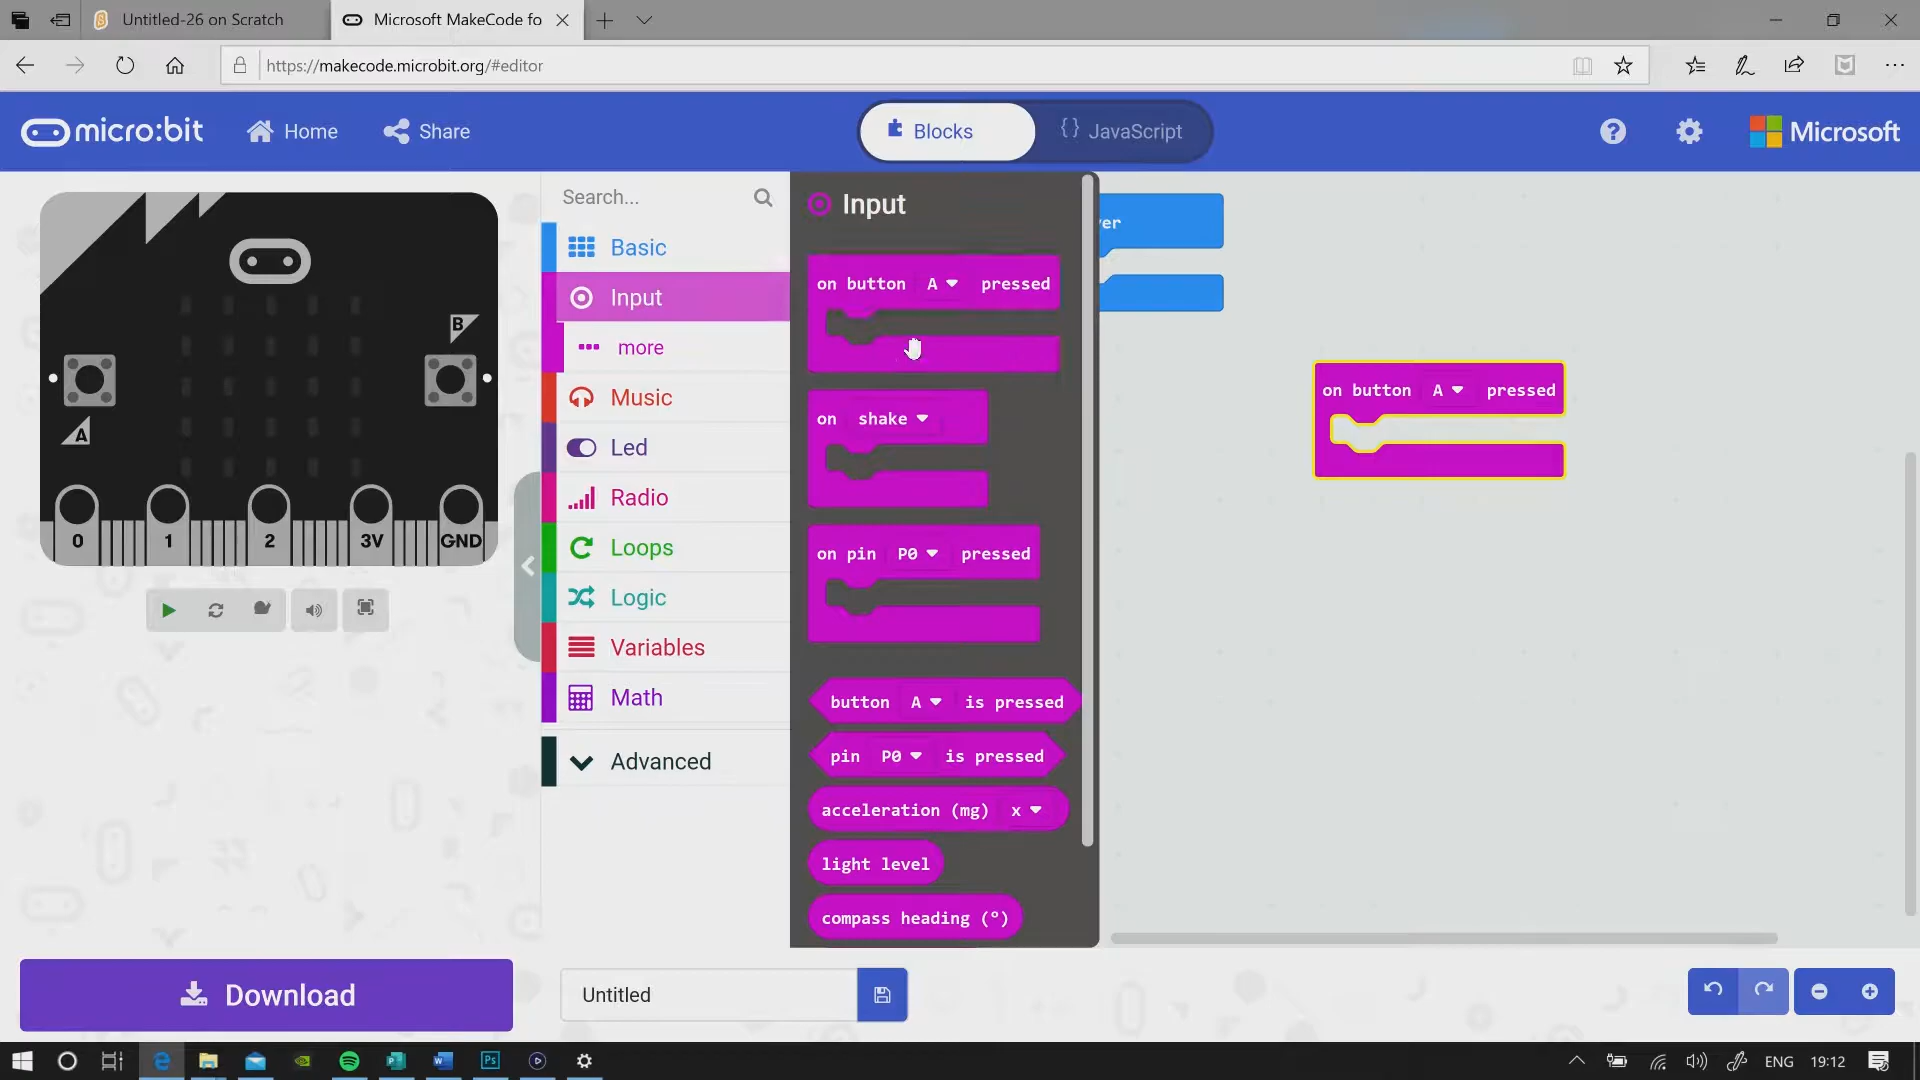 Untitled-26 on Scratch
Microsoft MakeCode fo
https://makecode.microbit.org/#editor
micro:bit
Home
Share
Blocks
{} JavaScript
?
Microsoft
B
A
0
1
2
3V
GND
Download
Search...
Basic
Input
more
Music
Led
Radio
Loops
Logic
Variables
Math
Advanced
Input
on button A pressed
on shake
on pin P0 pressed
button A is pressed
pin P0 is pressed
acceleration (mg) x
light level
compass heading (°)
ver
on button A pressed
Untitled
ENG
19:12